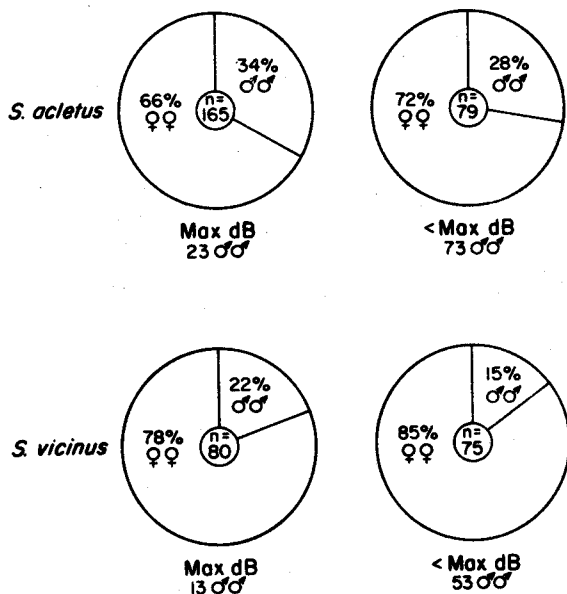 S. acletus
66%
♀♀
34%
♂♂
n=
165
Max dB
23 ♂♂
72%
♀♀
28%
♂♂
n=
79
<Max dB
73 ♂♂
S. vicinus
78%
♀♀
22%
♂♂
n=
80
Max dB
13 ♂♂
85%
♀♀
15%
♂♂
n=
75
<Max dB
53 ♂♂